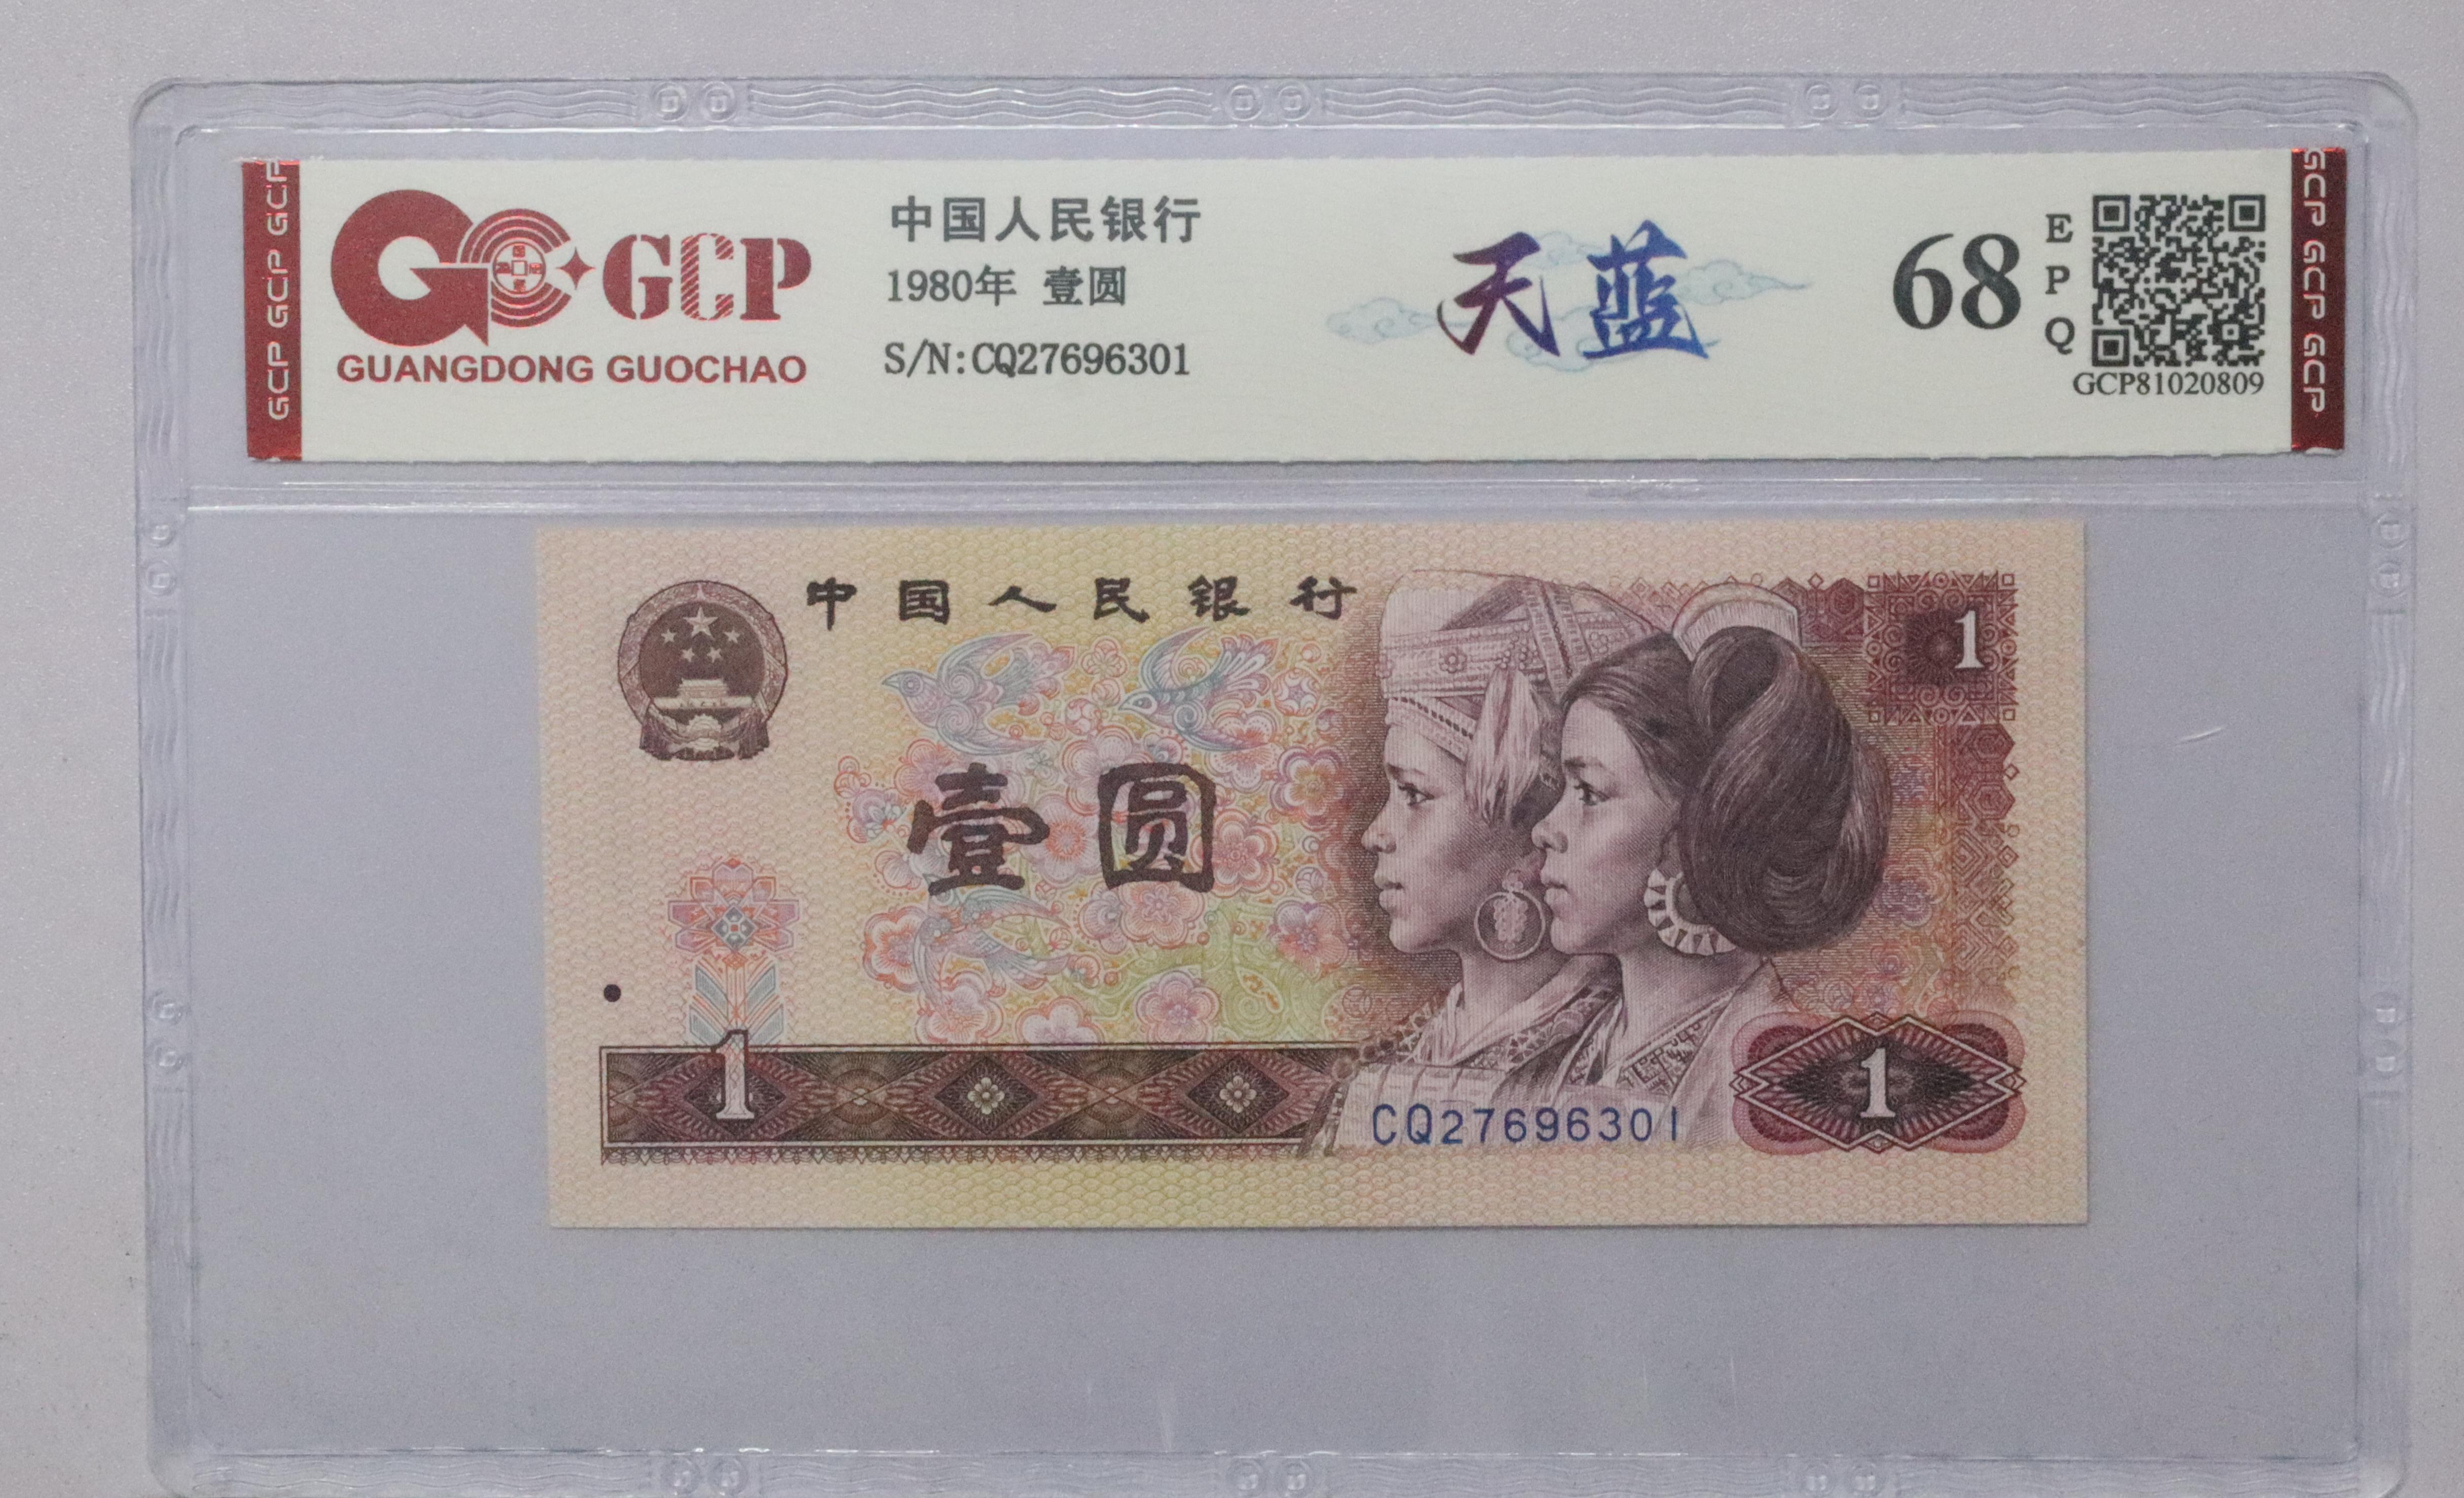 GCP GCP GCP
GCP
GUANGDONG GUOCHAO
中国人民银行
1980年 壹圆
S/N:CQ27696301
天蓝
68
EPQ
GCP81020809
GCP GCP GCP
中国人民银行
1
壹圆
1
CQ27696301
1